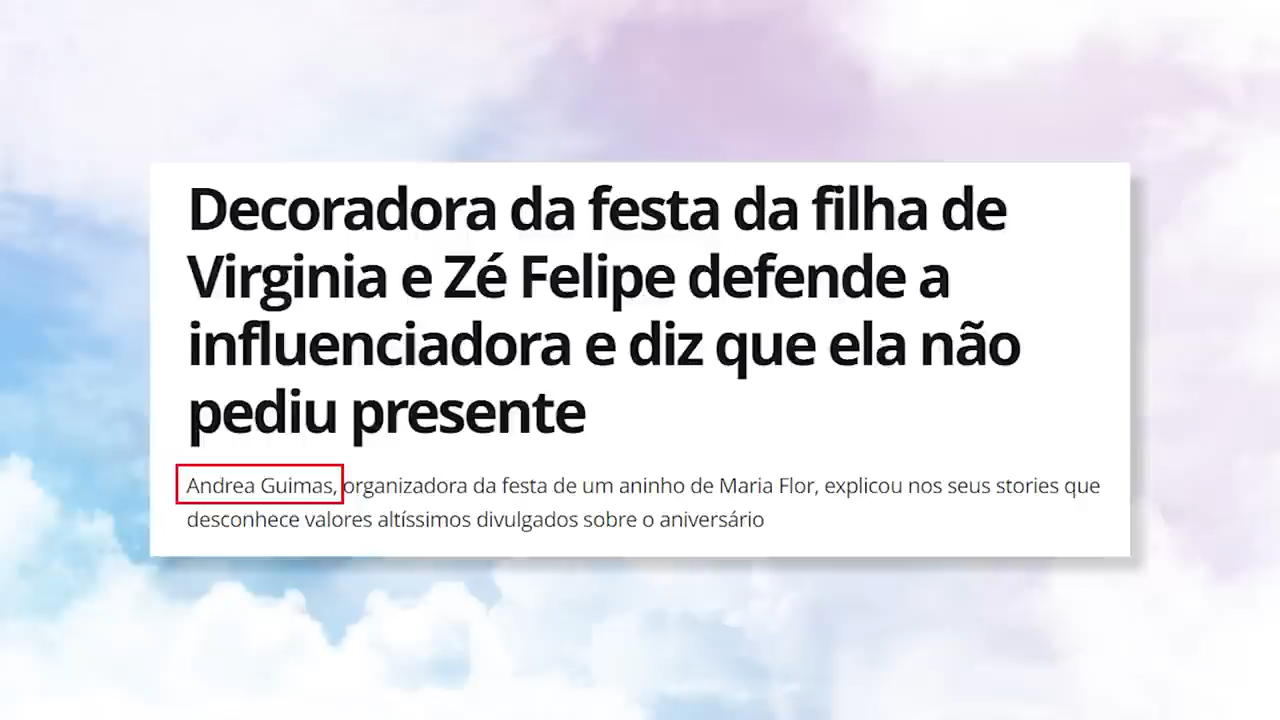 Decoradora da festa da filha de
Virginia e Zé Felipe defende a
influenciadora e diz que ela não
pediu presente
Andrea Guimas, organizadora da festa de um aninho de Maria Flor, explicou nos seus stories que
desconhece valores altíssimos divulgados sobre o aniversário